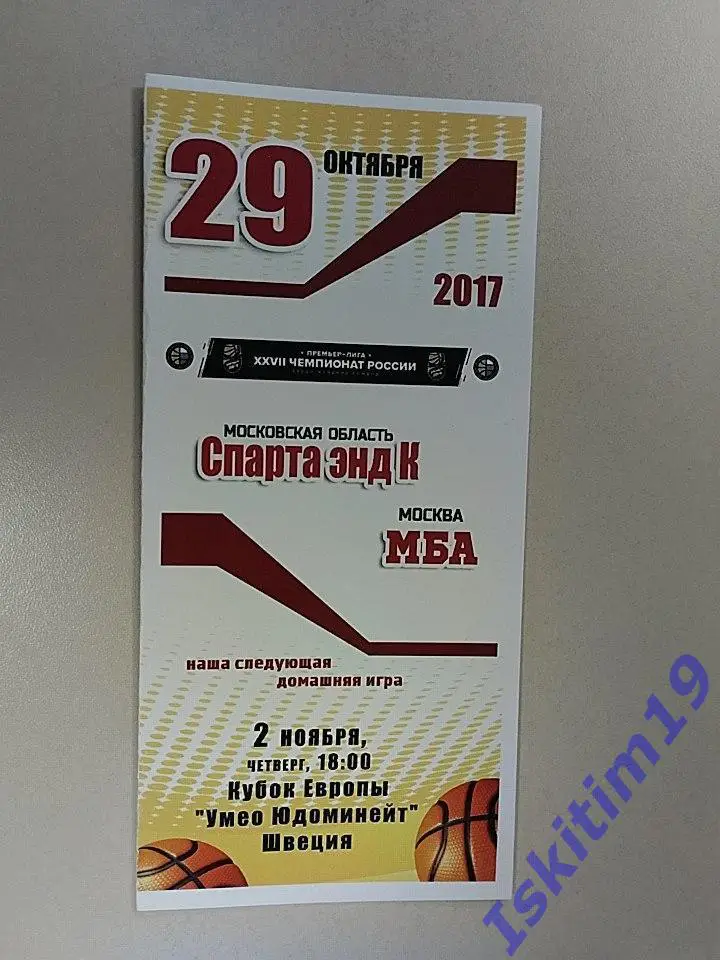 29
ОКТЯБРЯ
2017
ПРЕМЬЕР-ЛИГА
XXVII ЧЕМПИОНАТ РОССИИ
МОСКОВСКАЯ ОБЛАСТЬ
Спарта энд К
МОСКВА
МБА
наша следующая
домашняя игра
2 НОЯБРЯ,
ЧЕТВЕРГ, 18:00
Кубок Европы
"Умео Юдоминейт"
Швеция
Iskitim19